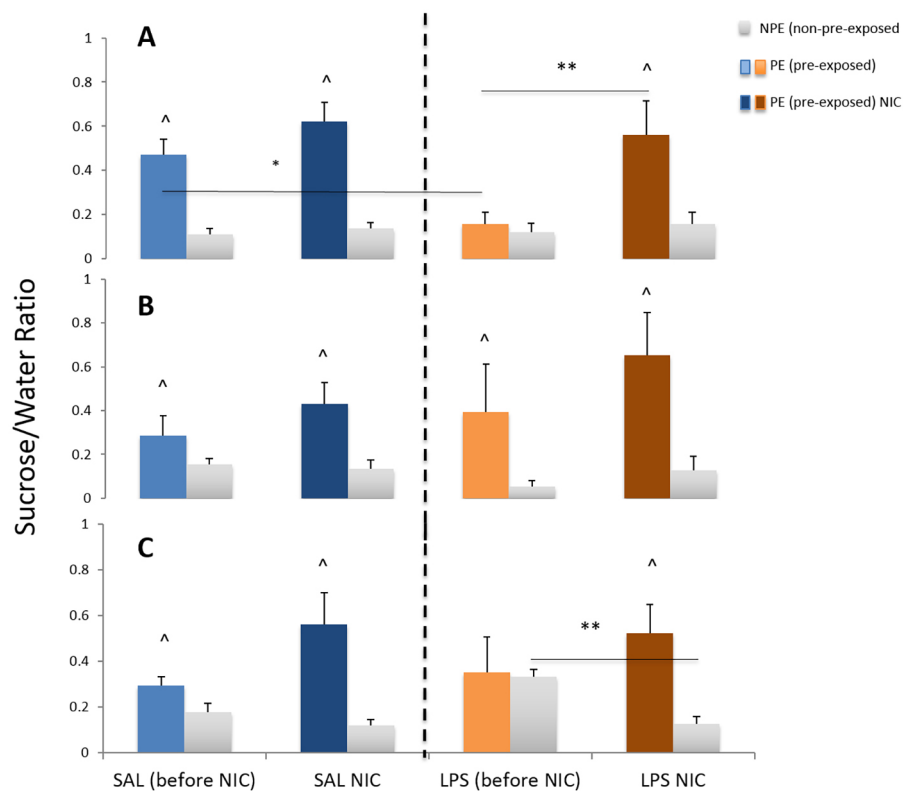 A
NPE (non-pre-exposed
PE (pre-exposed)
PE (pre-exposed) NIC
1
0.8
0.6
0.4
0.2
0
^
^
*
**
^
B
1
0.8
0.6
0.4
0.2
0
^
^
^
^
C
1
0.8
0.6
0.4
0.2
0
^
^
**
^
Sucrose/Water Ratio
SAL (before NIC)
SAL NIC
LPS (before NIC)
LPS NIC